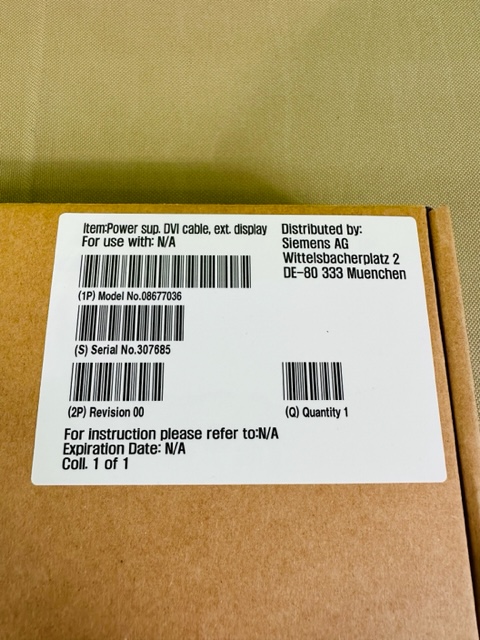 Item:Power sup. DVI cable, ext. display
For use with: N/A
Distributed by:
Siemens AG
Wittelsbacherplatz 2
DE-80 333 Muenchen
(1P) Model No.08677036
(S) Serial No.307685
(2P) Revision 00
(Q) Quantity 1
For instruction please refer to:N/A
Expiration Date: N/A
Coll. 1 of 1